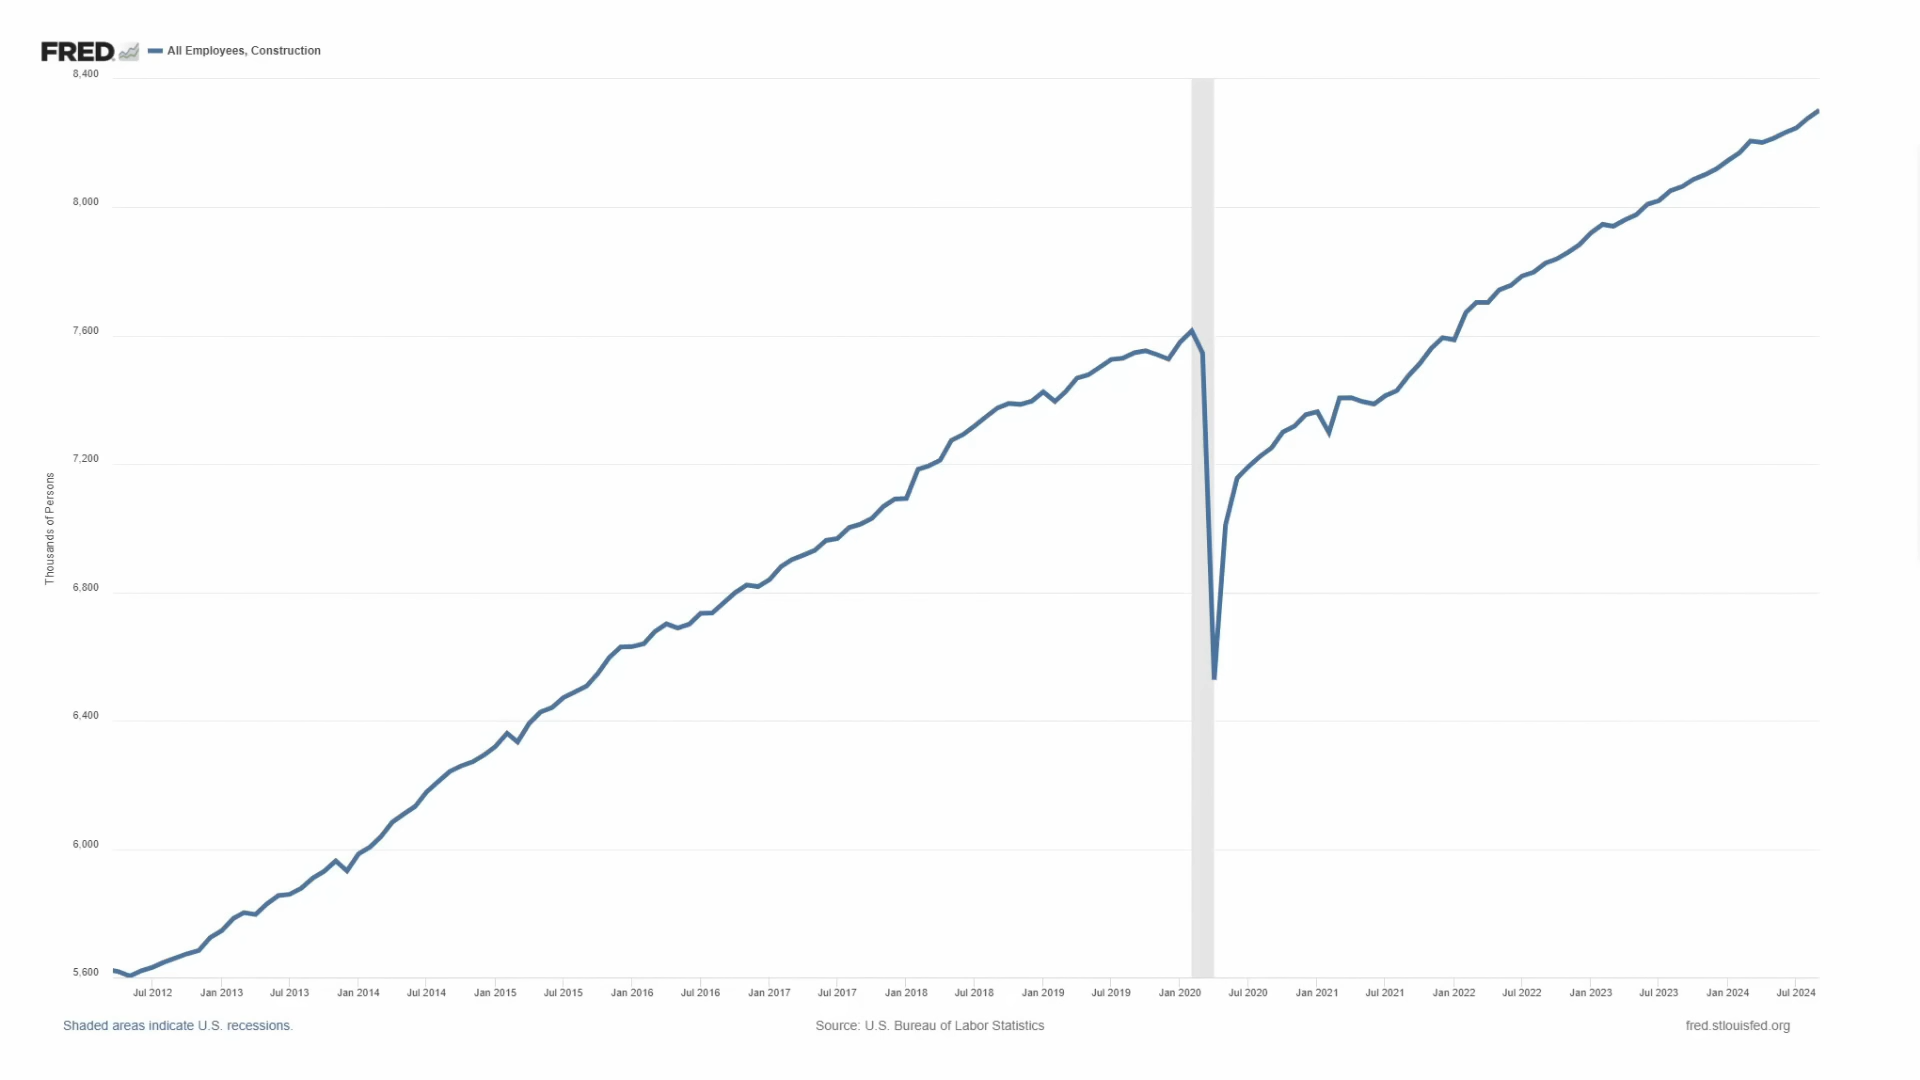 FRED
All Employees, Construction
8,400
8,000
7,600
7,200
6,800
6,400
6,000
5,600
Thousands of Persons
Jul 2012 Jan 2013 Jul 2013 Jan 2014 Jul 2014 Jan 2015 Jul 2015 Jan 2016 Jul 2016 Jan 2017 Jul 2017 Jan 2018 Jul 2018 Jan 2019 Jul 2019 Jan 2020 Jul 2020 Jan 2021 Jul 2021 Jan 2022 Jul 2022 Jan 2023 Jul 2023 Jan 2024 Jul 2024
Shaded areas indicate U.S. recessions.
Source: U.S. Bureau of Labor Statistics
fred.stlouisfed.org